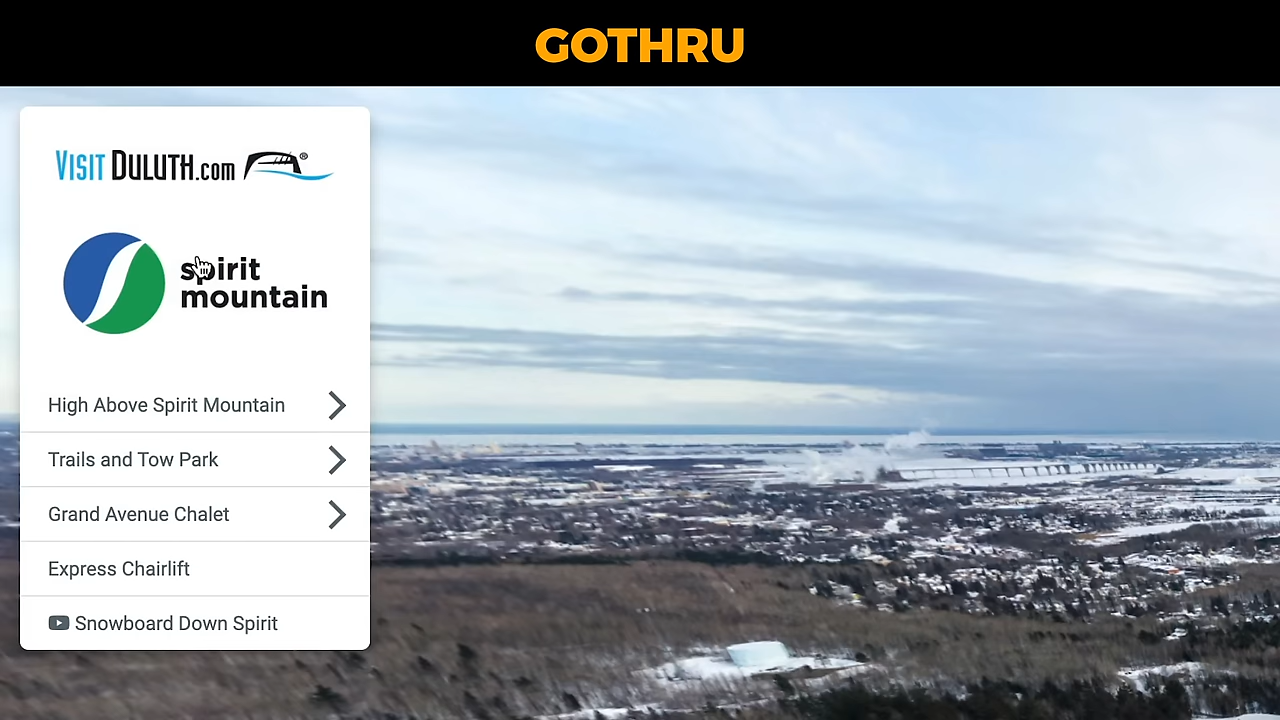 GOTHRU
VISIT DULUTH.com ®
spirit
mountain
High Above Spirit Mountain
Trails and Tow Park
Grand Avenue Chalet
Express Chairlift
Snowboard Down Spirit